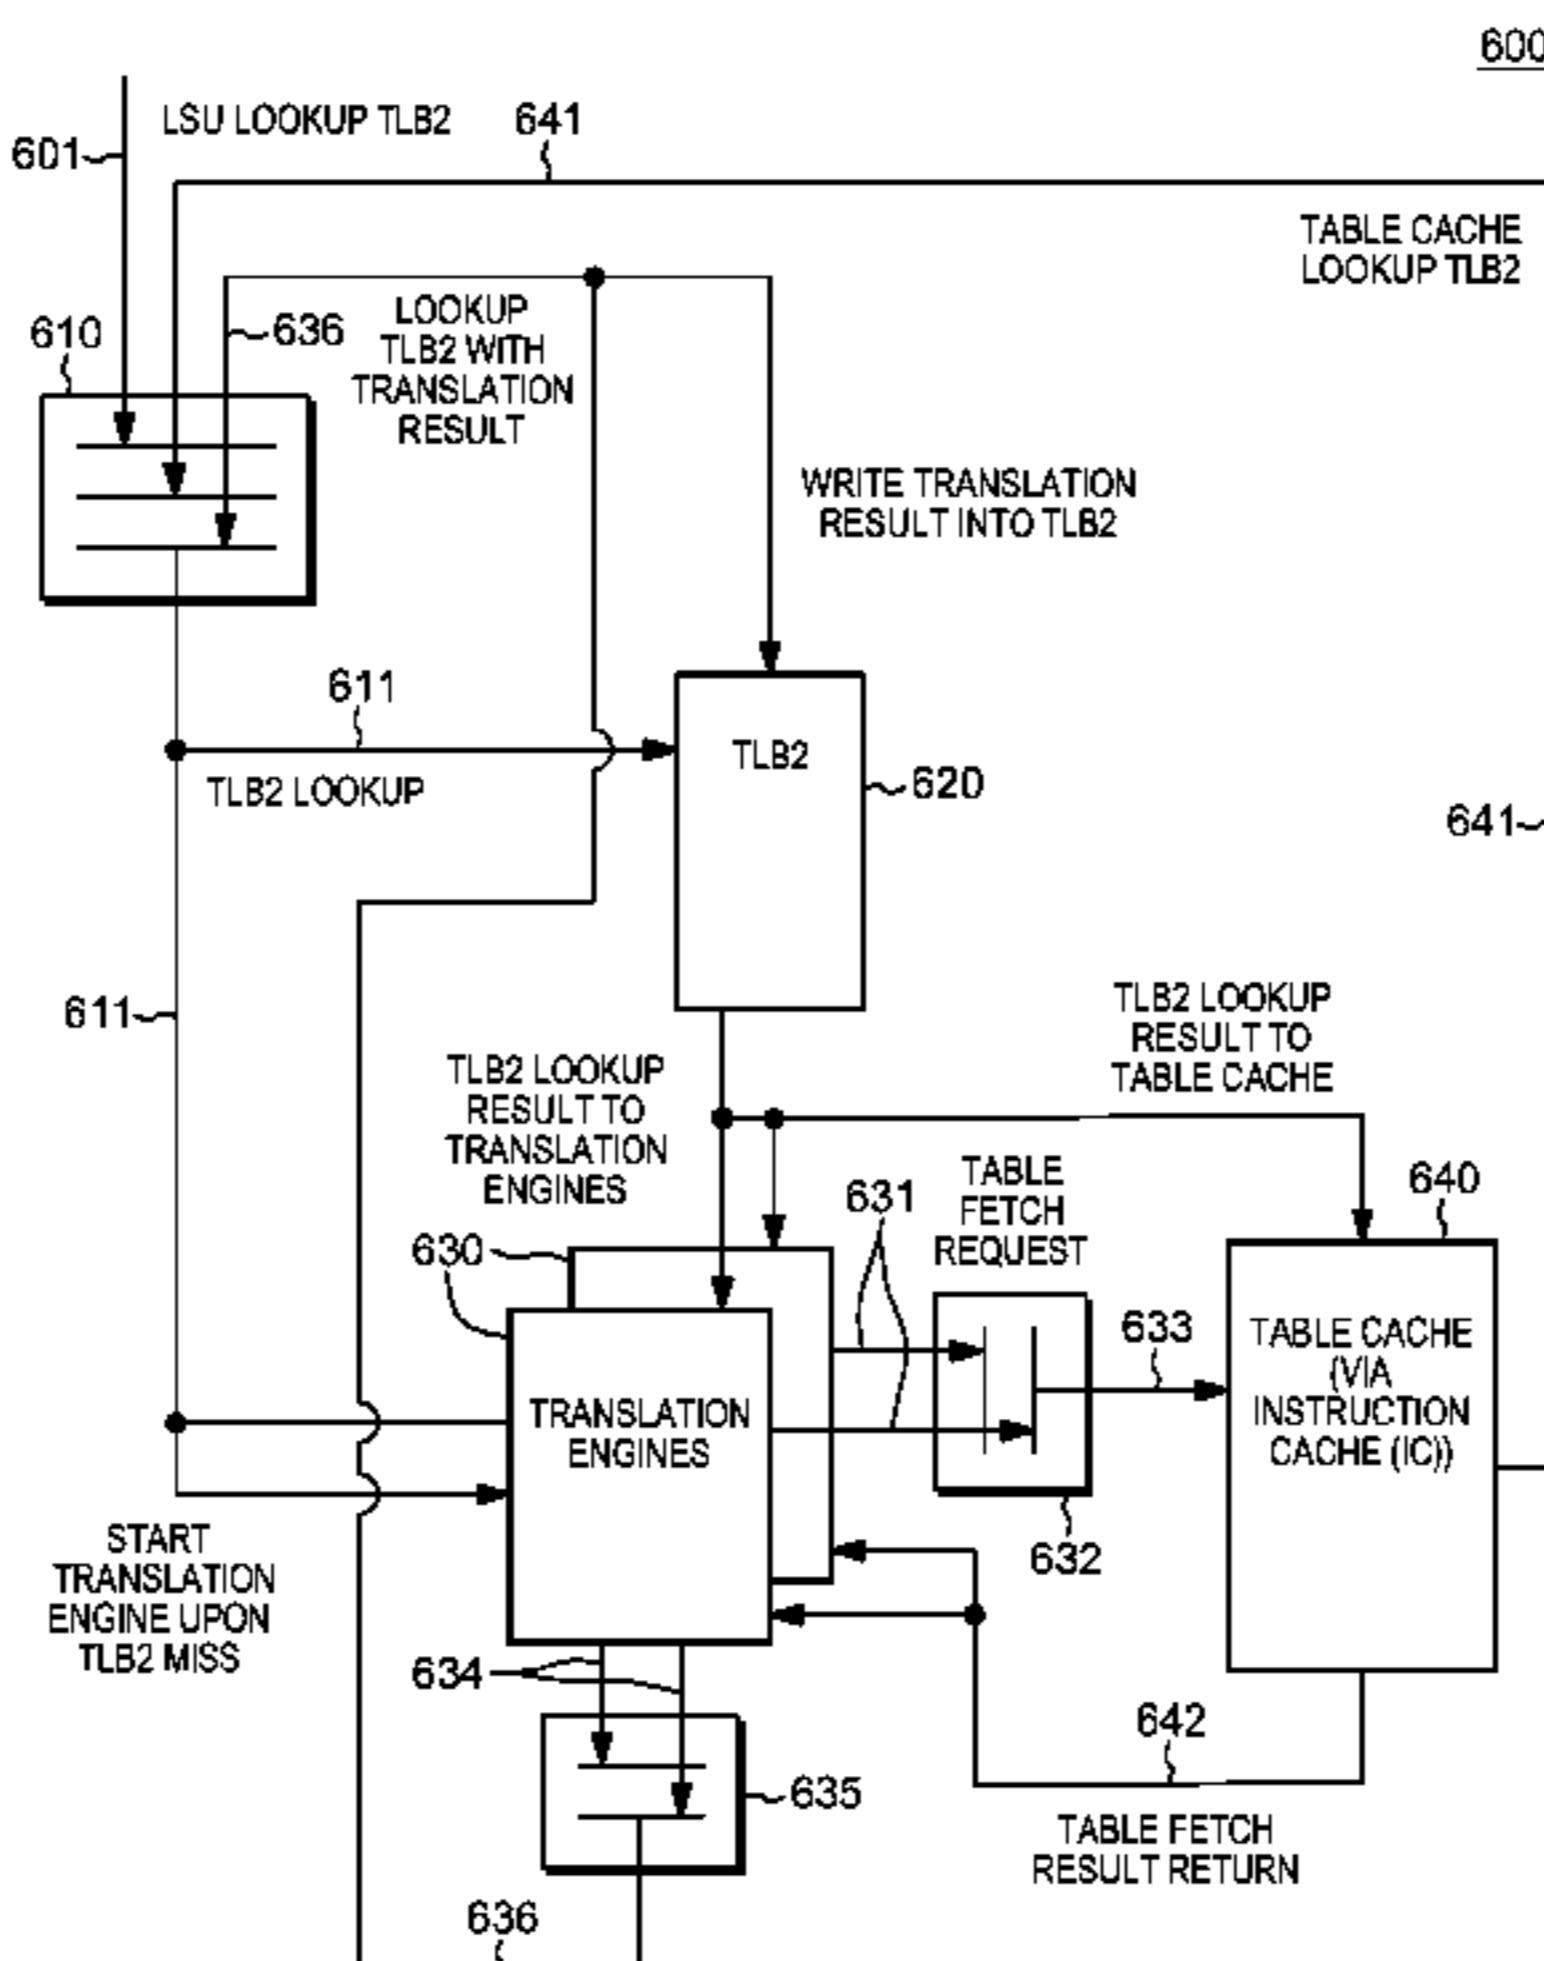 600
LSU LOOKUP TLB2
641
601
TABLE CACHE
LOOKUP TLB2
610
636
LOOKUP
TLB2 WITH
TRANSLATION
RESULT
WRITE TRANSLATION
RESULT INTO TLB2
611
TLB2
TLB2 LOOKUP
620
641
611
TLB2 LOOKUP
RESULT TO
TABLE CACHE
TLB2 LOOKUP
RESULT TO
TRANSLATION
ENGINES
TABLE
FETCH
REQUEST
631
640
630
633
TABLE CACHE
(VIA
INSTRUCTION
CACHE (IC))
TRANSLATION
ENGINES
632
START
TRANSLATION
ENGINE UPON
TLB2 MISS
634
642
635
TABLE FETCH
RESULT RETURN
636